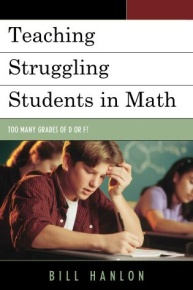 Teaching
Struggling
Students in Math
TOO MANY GRADES OF D OR F?
BILL HANLON